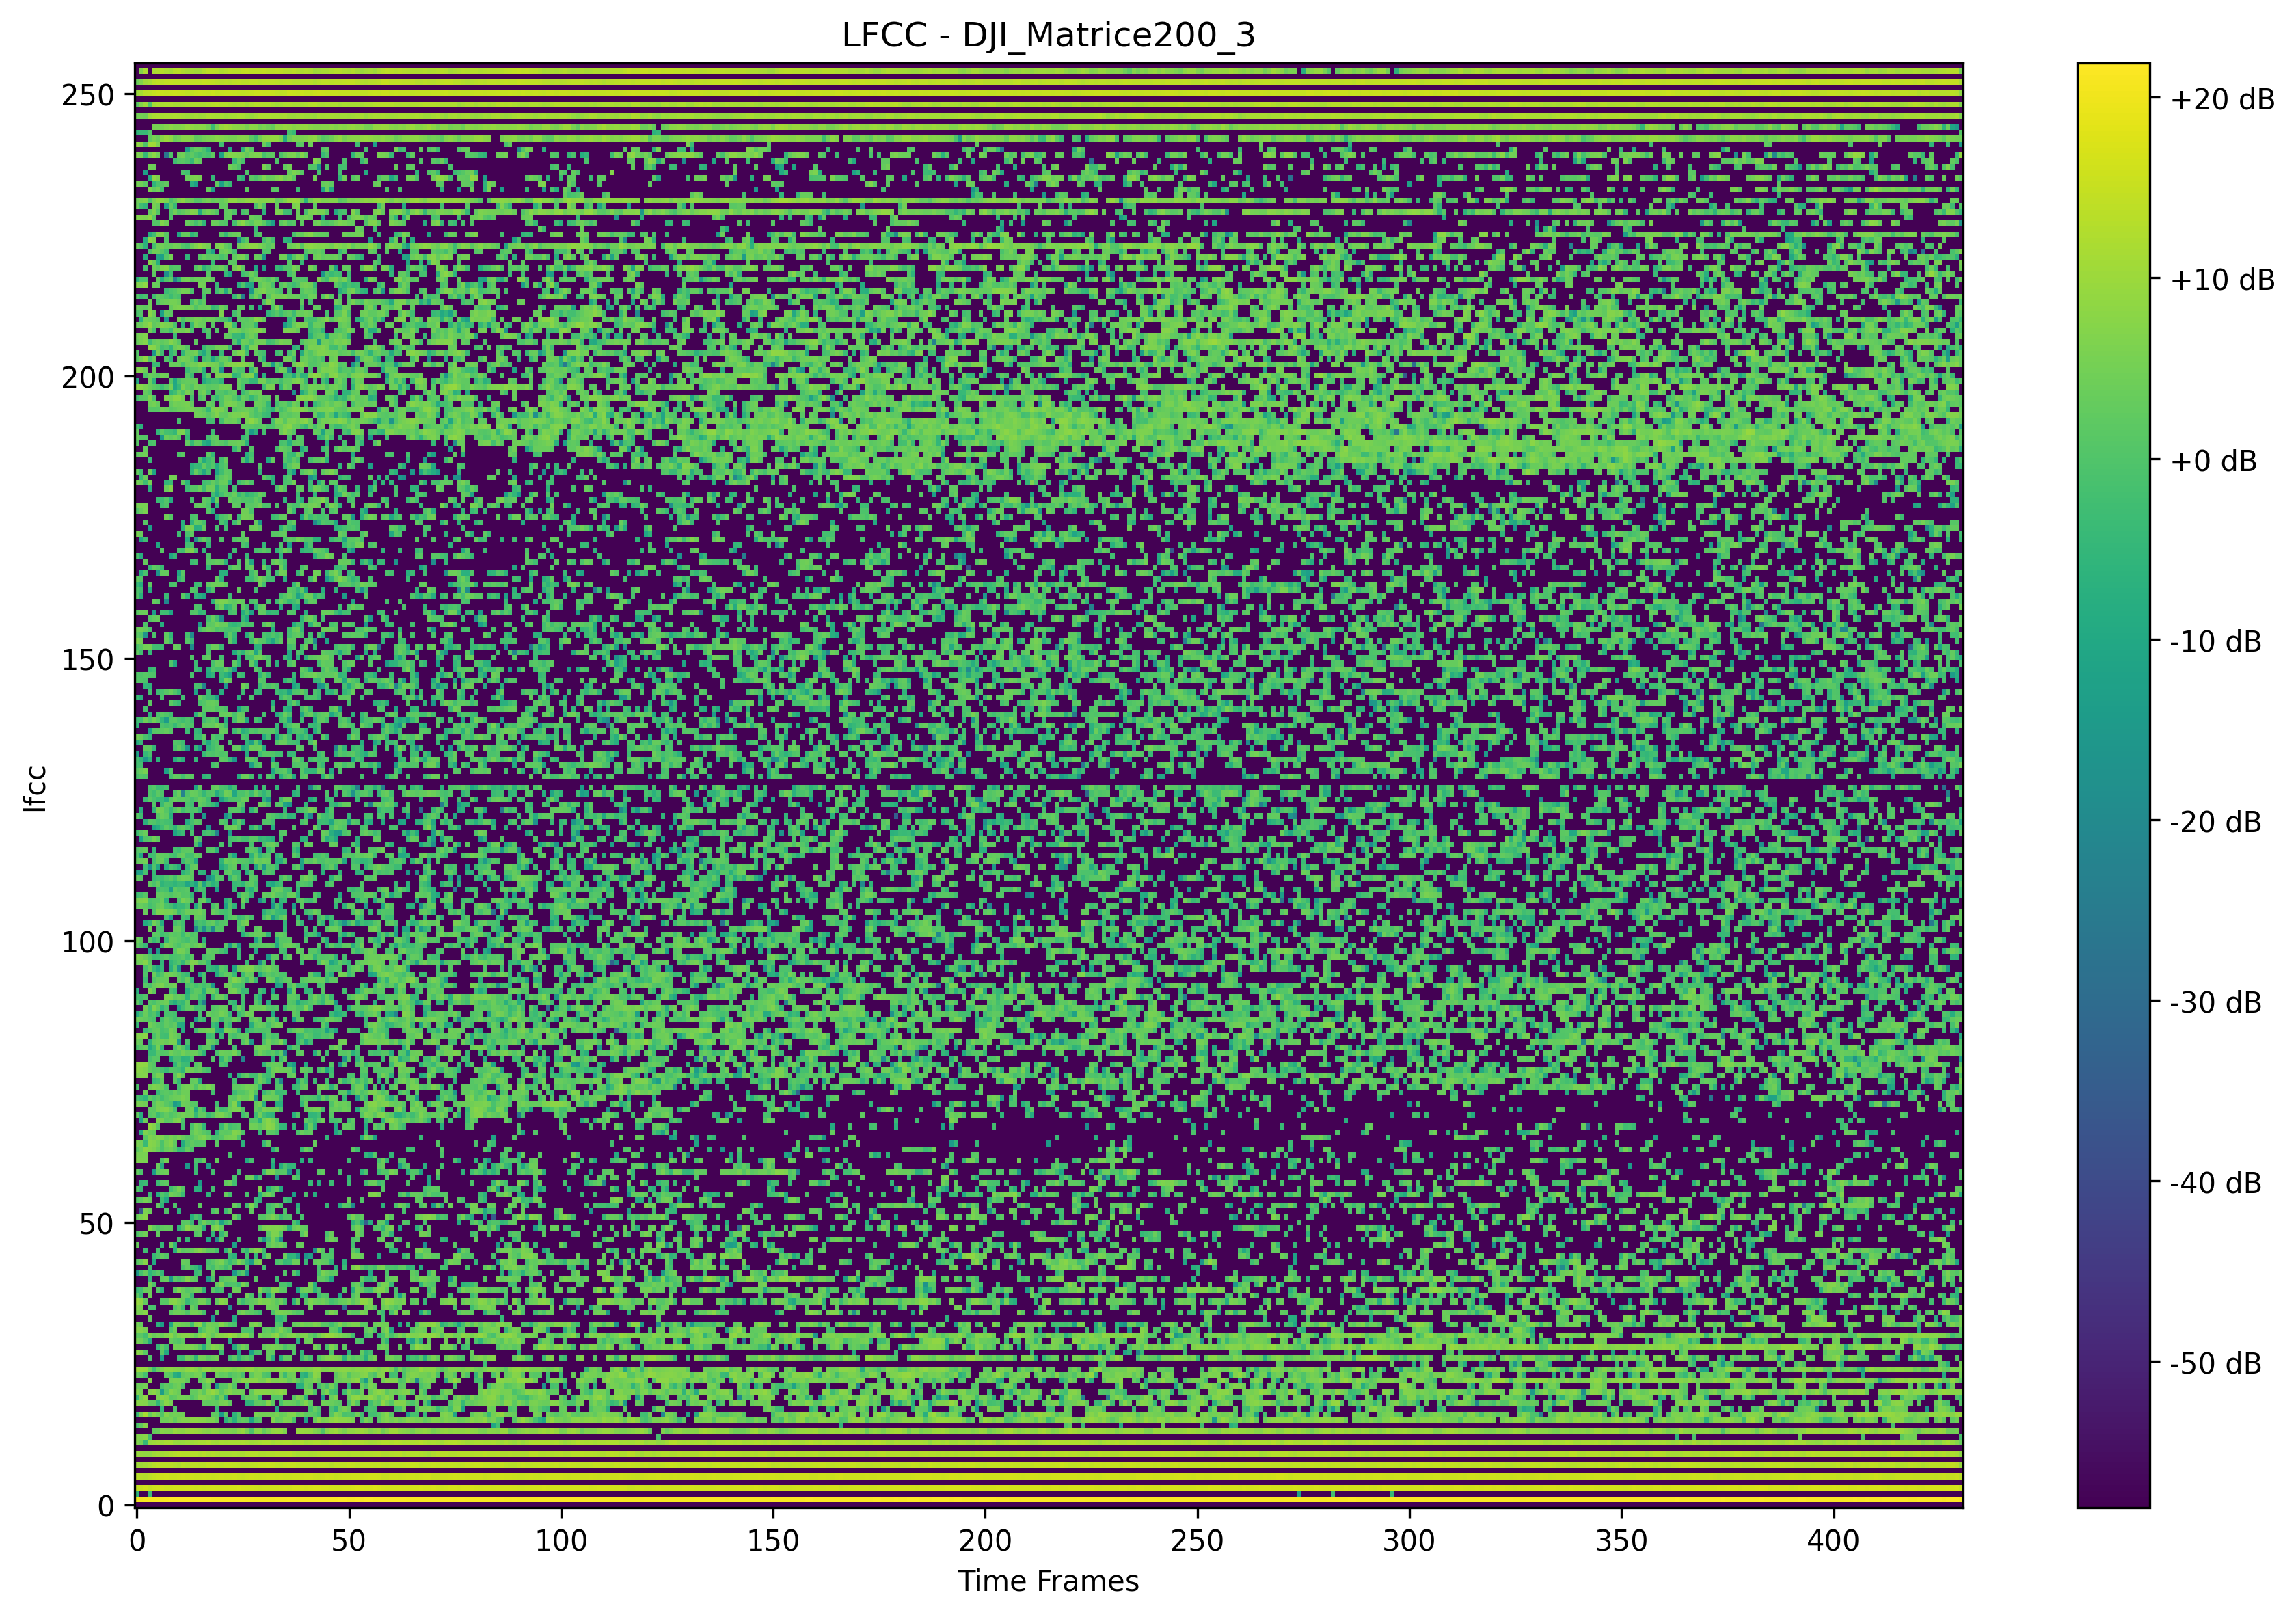 LFCC - DJI_Matrice200_3
250
200
150
100
50
0
lfcc
0 50 100 150 200 250 300 350 400
Time Frames
+20 dB
+10 dB
+0 dB
-10 dB
-20 dB
-30 dB
-40 dB
-50 dB